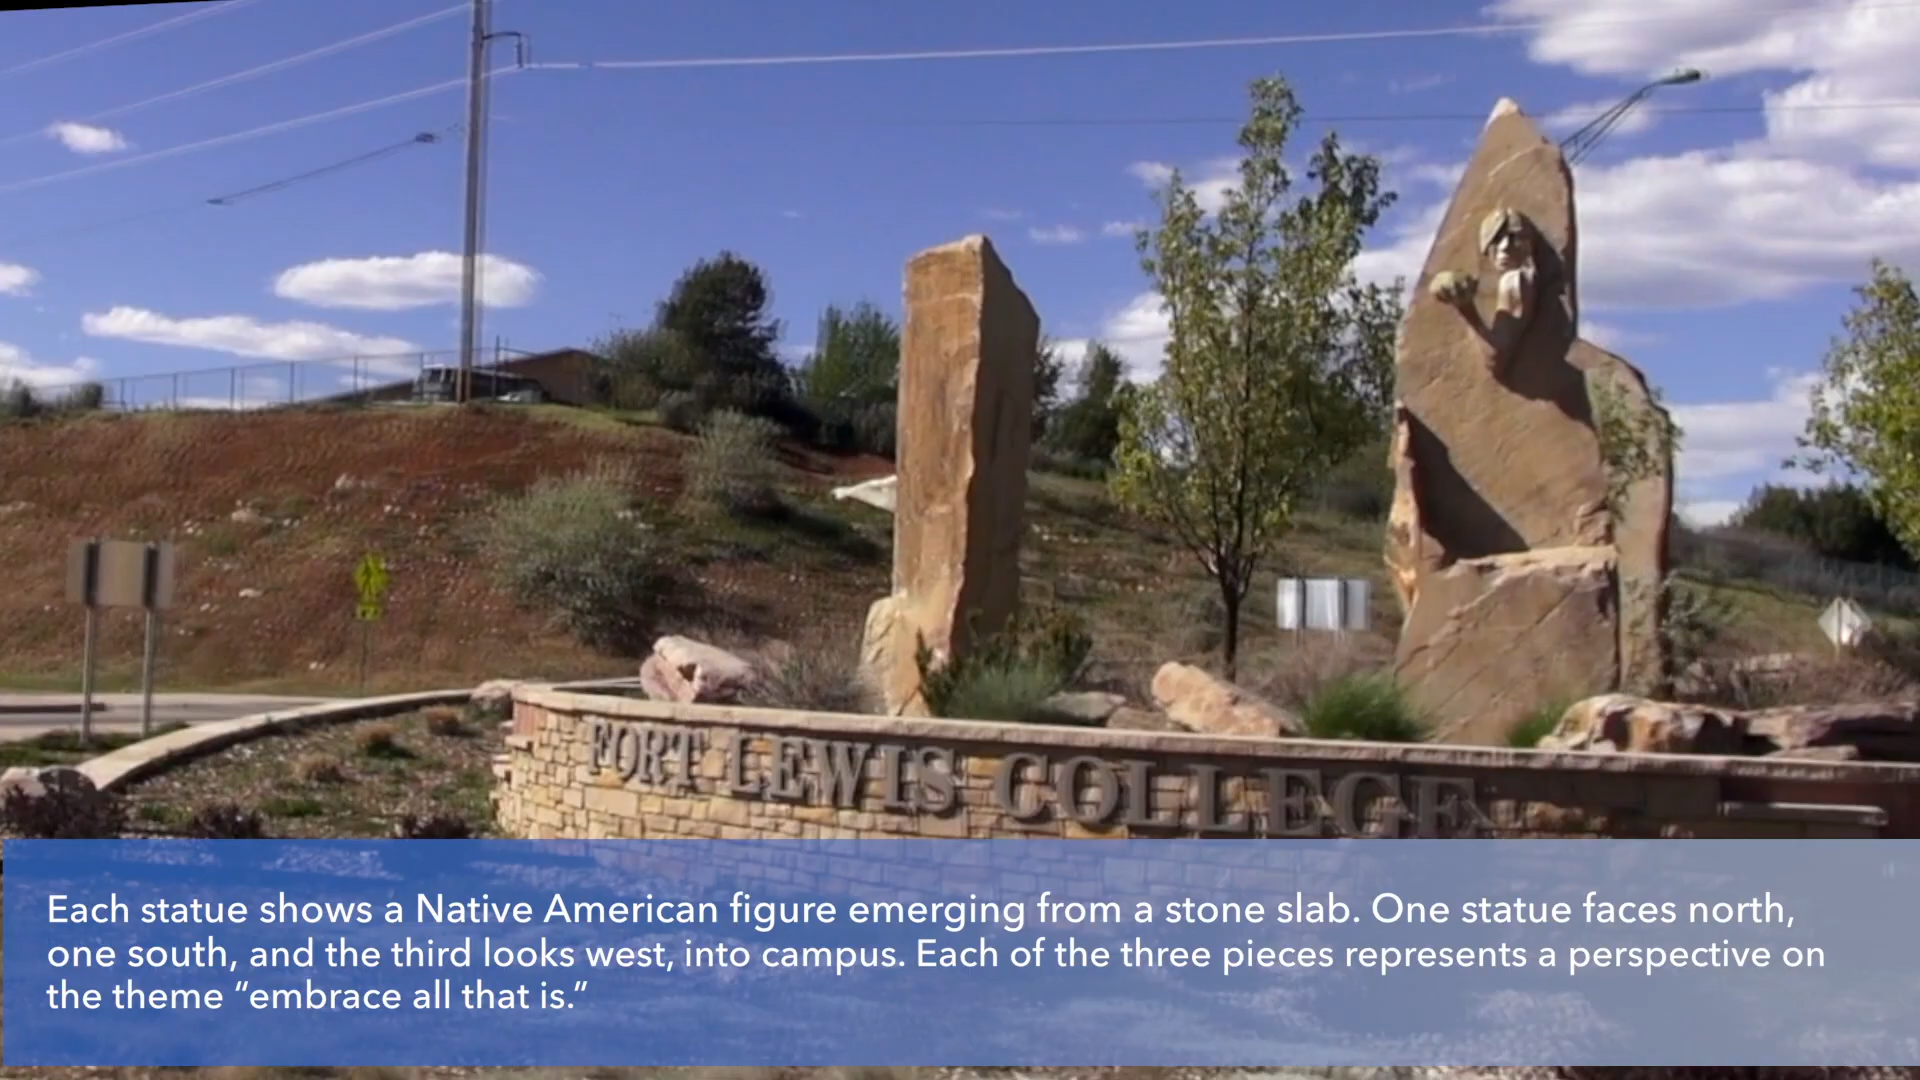 FORT LEWIS COLLEGE
Each statue shows a Native American figure emerging from a stone slab. One statue faces north,
one south, and the third looks west, into campus. Each of the three pieces represents a perspective on
the theme “embrace all that is.”